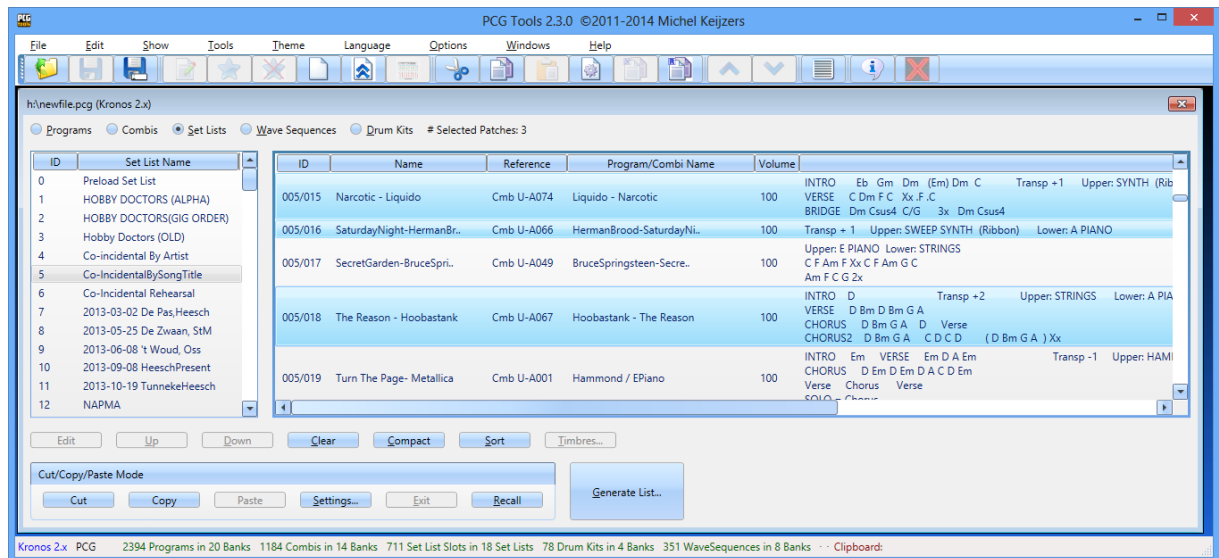 PCG Tools 2.3.0 ©2011-2014 Michel Keijzers
File Edit Show Tools Theme Language Options Windows Help
h:\newfile.pcg (Kronos 2.x)
Programs Combis Set Lists Wave Sequences Drum Kits # Selected Patches: 3
ID Set List Name
0 Preload Set List
1 HOBBY DOCTORS (ALPHA)
2 HOBBY DOCTORS(GIG ORDER)
3 Hobby Doctors (OLD)
4 Co-incidental By Artist
5 Co-IncidentalBySongTitle
6 Co-Incidental Rehearsal
7 2013-03-02 De Pas,Heesch
8 2013-05-25 De Zwaan, StM
9 2013-06-08 't Woud, Oss
10 2013-09-08 HeeschPresent
11 2013-10-19 TunnekeHeesch
12 NAPMA
ID Name Reference Program/Combi Name Volume
005/015 Narcotic - Liquido Cmb U-A074 Liquido - Narcotic 100
INTRO Eb Gm Dm (Em) Dm C Transp +1 Upper: SYNTH (Rib
VERSE C Dm F C Xx .F .C
BRIDGE Dm Csus4 C/G 3x Dm Csus4
005/016 SaturdayNight-HermanBr.. Cmb U-A066 HermanBrood-SaturdayNi.. 100 Transp + 1 Upper: SWEEP SYNTH (Ribbon) Lower: A PIANO
005/017 SecretGarden-BruceSpri.. Cmb U-A049 BruceSpringsteen-Secre.. 100
Upper: E PIANO Lower: STRINGS
C F Am F Xx C F Am G C
Am F C G 2x
005/018 The Reason - Hoobastank Cmb U-A067 Hoobastank - The Reason 100
INTRO D Transp +2 Upper: STRINGS Lower: A PIA
VERSE D Bm D Bm G A
CHORUS D Bm G A D Verse
CHORUS2 D Bm G A C D C D ( D Bm G A ) Xx
005/019 Turn The Page- Metallica Cmb U-A001 Hammond / EPiano 100
INTRO Em VERSE Em D A Em Transp -1 Upper: HAM
CHORUS D Em D Em D A C D Em
Verse Chorus Verse
SOLO = Chorus
Edit Up Down Clear Compact Sort Timbres...
Cut/Copy/Paste Mode
Cut Copy Paste Settings... Exit Recall
Generate List...
Kronos 2.x PCG 2394 Programs in 20 Banks 1184 Combis in 14 Banks 711 Set List Slots in 18 Set Lists 78 Drum Kits in 4 Banks 351 WaveSequences in 8 Banks - - Clipboard: